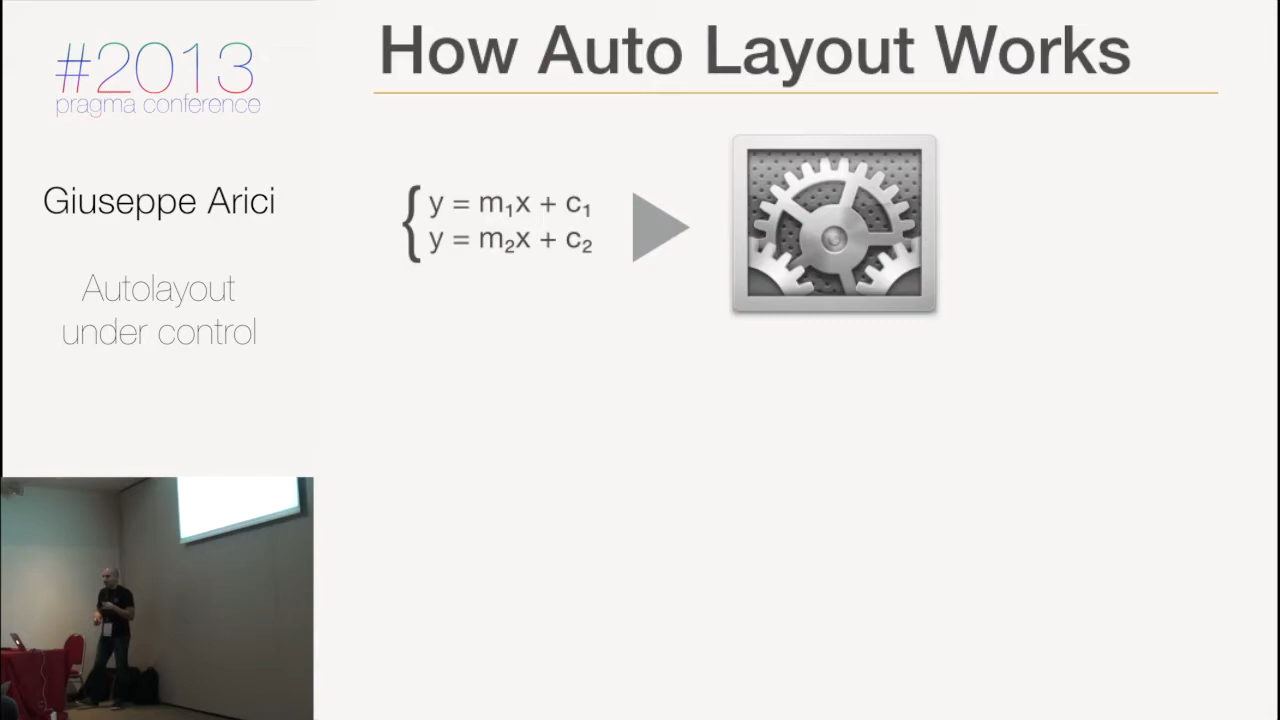 #2013
pragma conference
Giuseppe Arici
Autolayout
under control
How Auto Layout Works
y = m₁x + c₁
y = m₂x + c₂